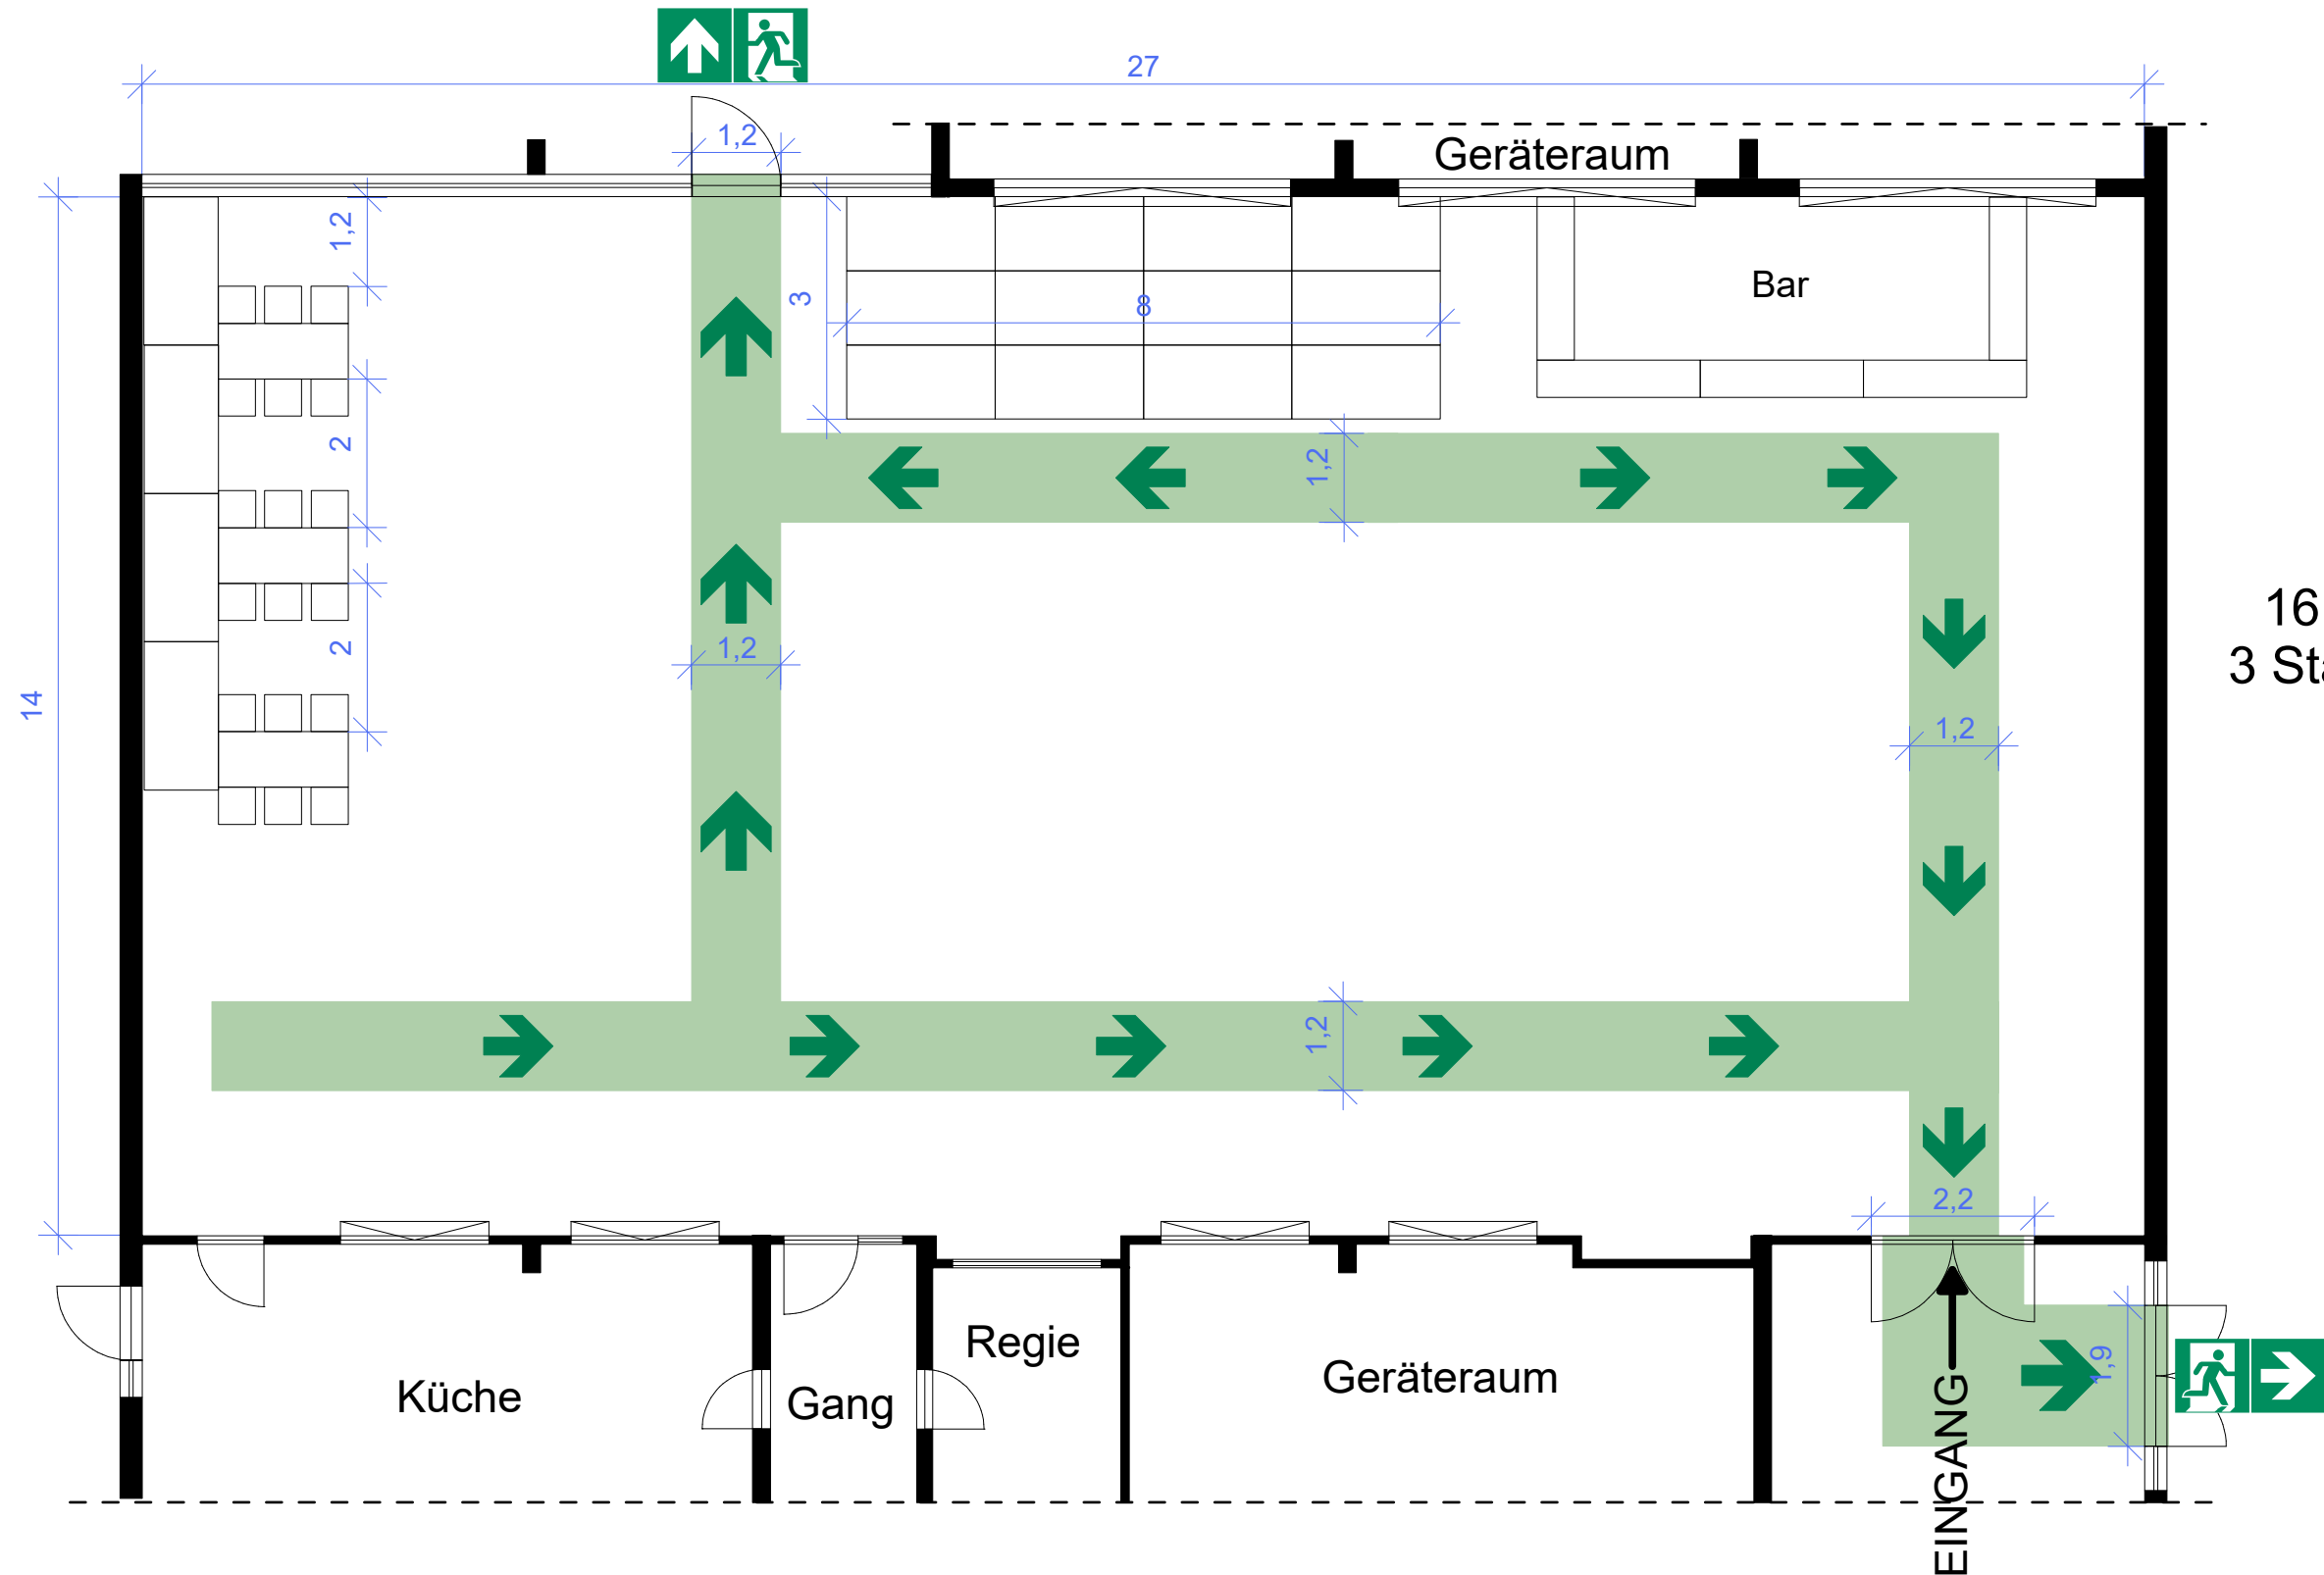 27
1,2
Geräteraum
1,2
3
8
Bar
2
1,2
16
2
1,2
3
14
1,2
1,2
2,2
Regie
1,9
Geräteraum
Küche
Gang
EINGANG